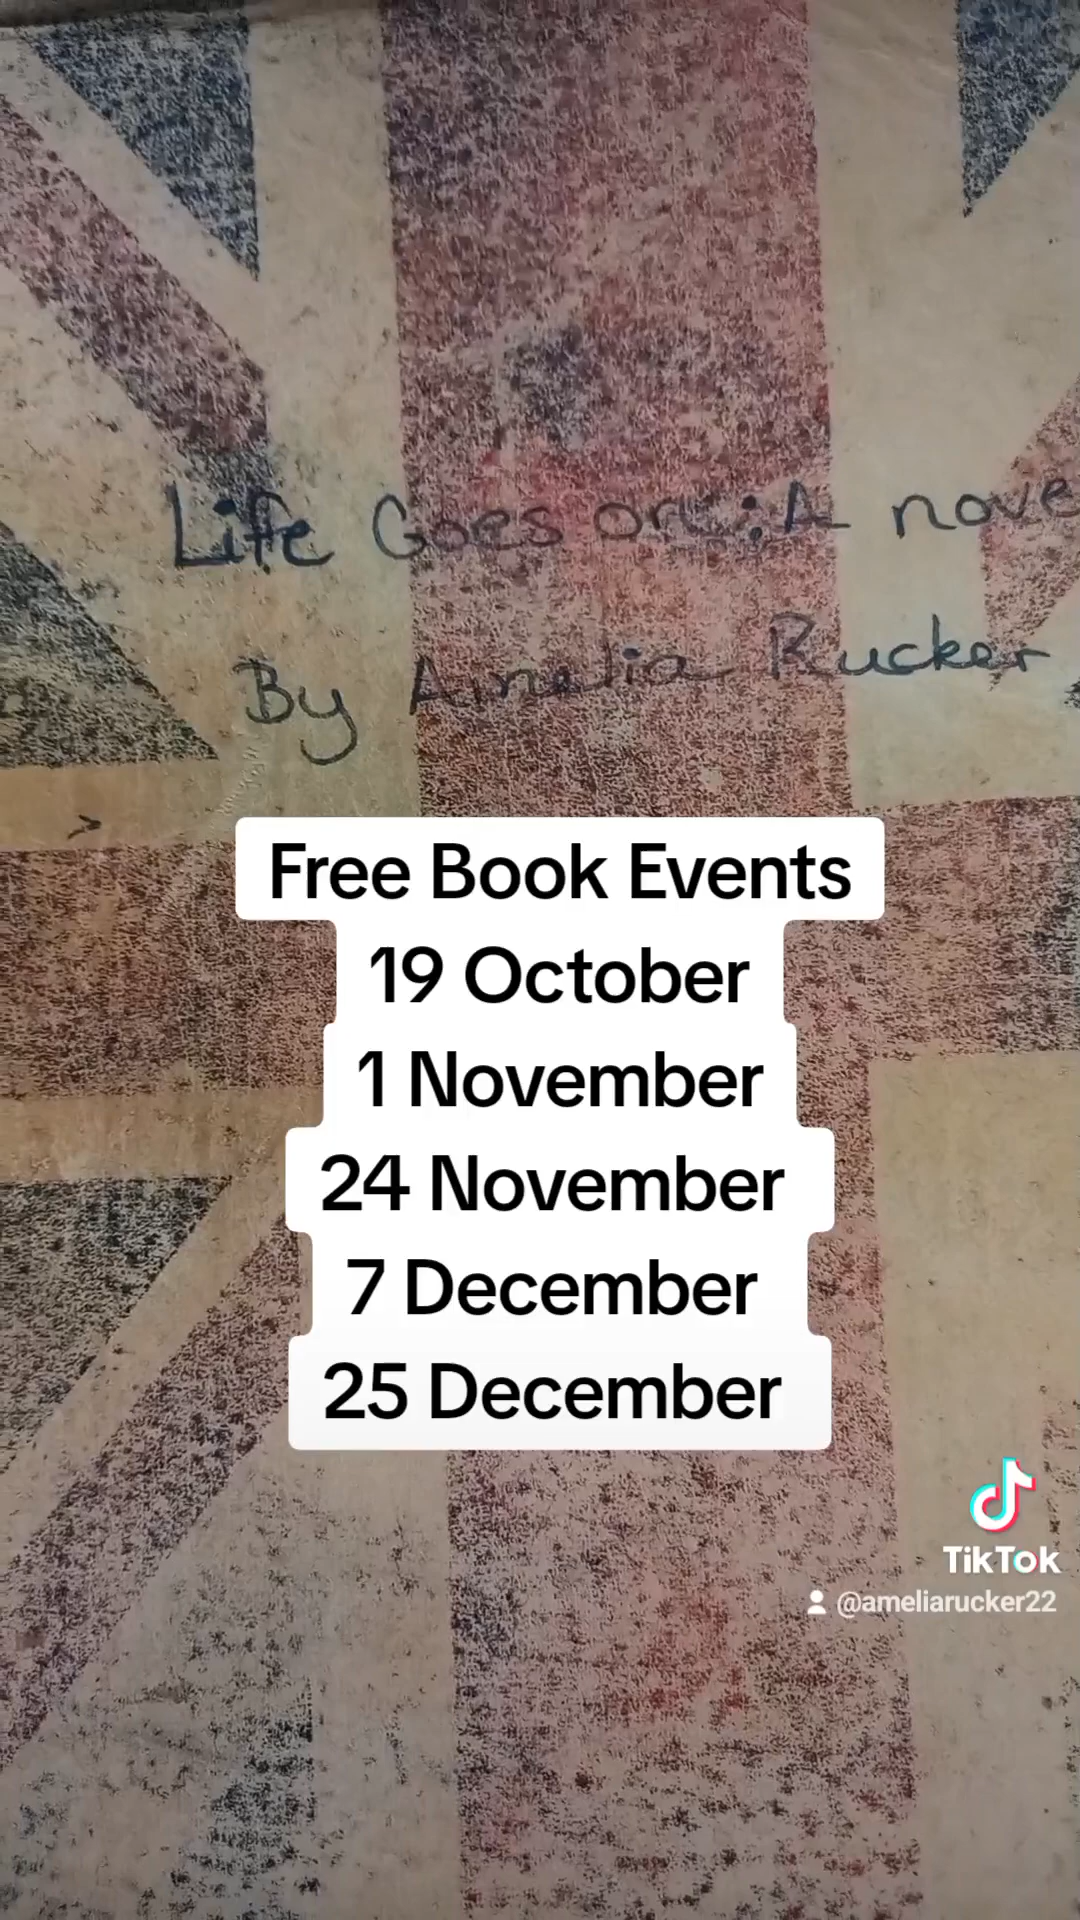 Life Goes on: A nove
By Amelia Rucker
Free Book Events
19 October
1 November
24 November
7 December
25 December
TikTok
@ameliarucker22